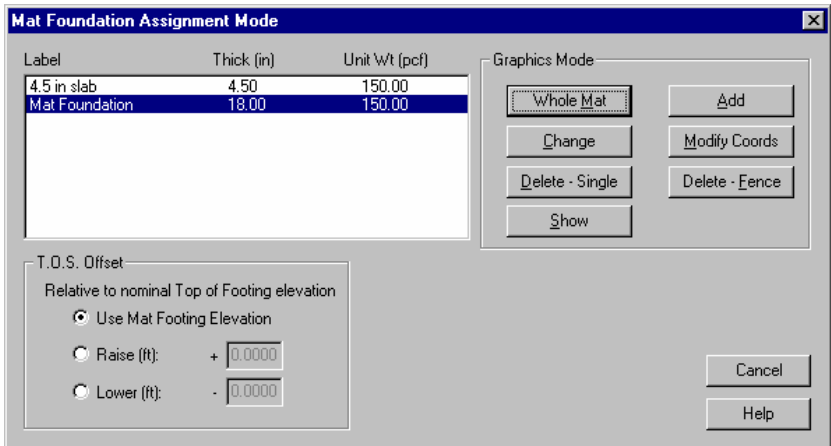 Mat Foundation Assignment Mode
Label Thick (in) Unit Wt (pcf)
4.5 in slab 4.50 150.00
Mat Foundation 18.00 150.00
Graphics Mode
Whole Mat Add
Change Modify Coords
Delete - Single Delete - Fence
Show
T.O.S. Offset
Relative to nominal Top of Footing elevation
Use Mat Footing Elevation
Raise (ft): + 0.0000
Lower (ft): - 0.0000
Cancel
Help